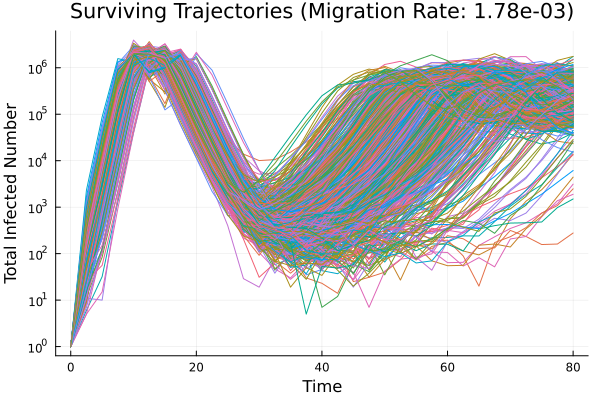 Surviving Trajectories (Migration Rate: 1.78e-03)
Total Infected Number
10⁶
10⁵
10⁴
10³
10²
10¹
10⁰
0 20 40 60 80
Time